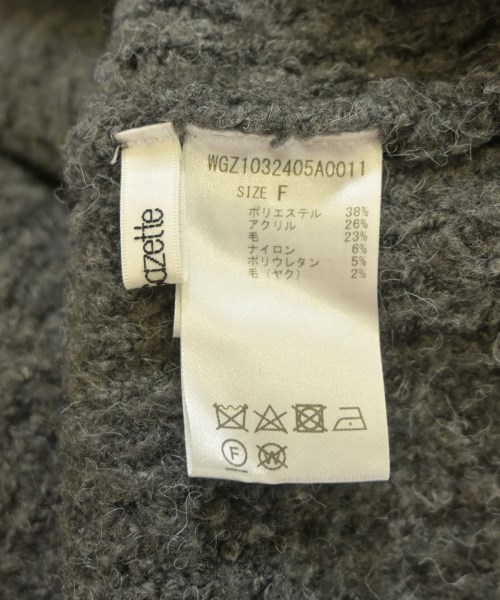 azette
WGZ1032405A0011
SIZE F
ポリエステル 38%
アクリル 26%
毛 23%
ナイロン 6%
ポリウレタン 5%
毛(ヤク) 2%
F
W